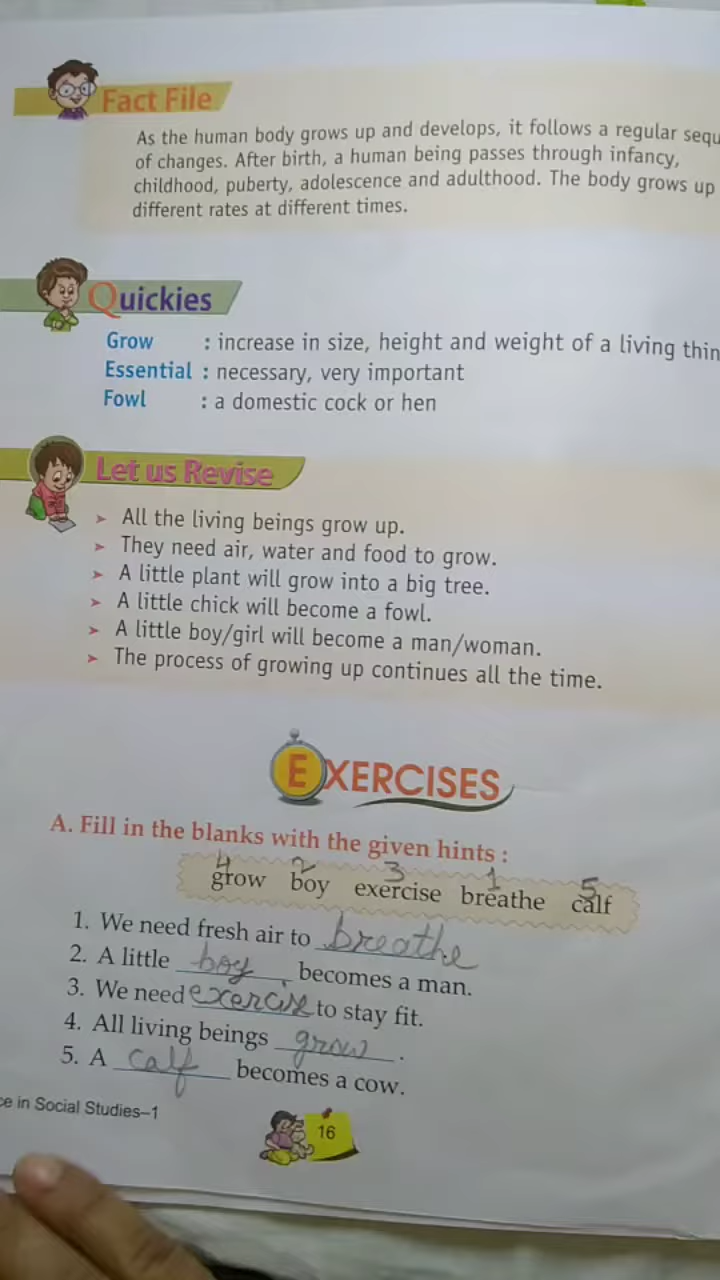 Fact File
As the human body grows up and develops, it follows a regular
of changes. After birth, a human being passes through infancy,
childhood, puberty, adolescence and adulthood. The body grows up
different rates at different times.
Quickies
Grow : increase in size, height and weight of a living
Essential : necessary, very important
Fowl : a domestic cock or hen
Let us Revise
➤ All the living beings grow up.
➤ They need air, water and food to grow.
➤ A little plant will grow into a big tree.
➤ A little chick will become a fowl.
➤ A little boy/girl will become a man/woman.
➤ The process of growing up continues all the time.
EXERCISES
A. Fill in the blanks with the given hints :
4 2 3 1 5
grow boy exercise breathe calf
1. We need fresh air to breathe
2. A little boy becomes a man.
3. We need exercise to stay fit.
4. All living beings grow .
5. A calf becomes a cow.
in Social Studies–1
16